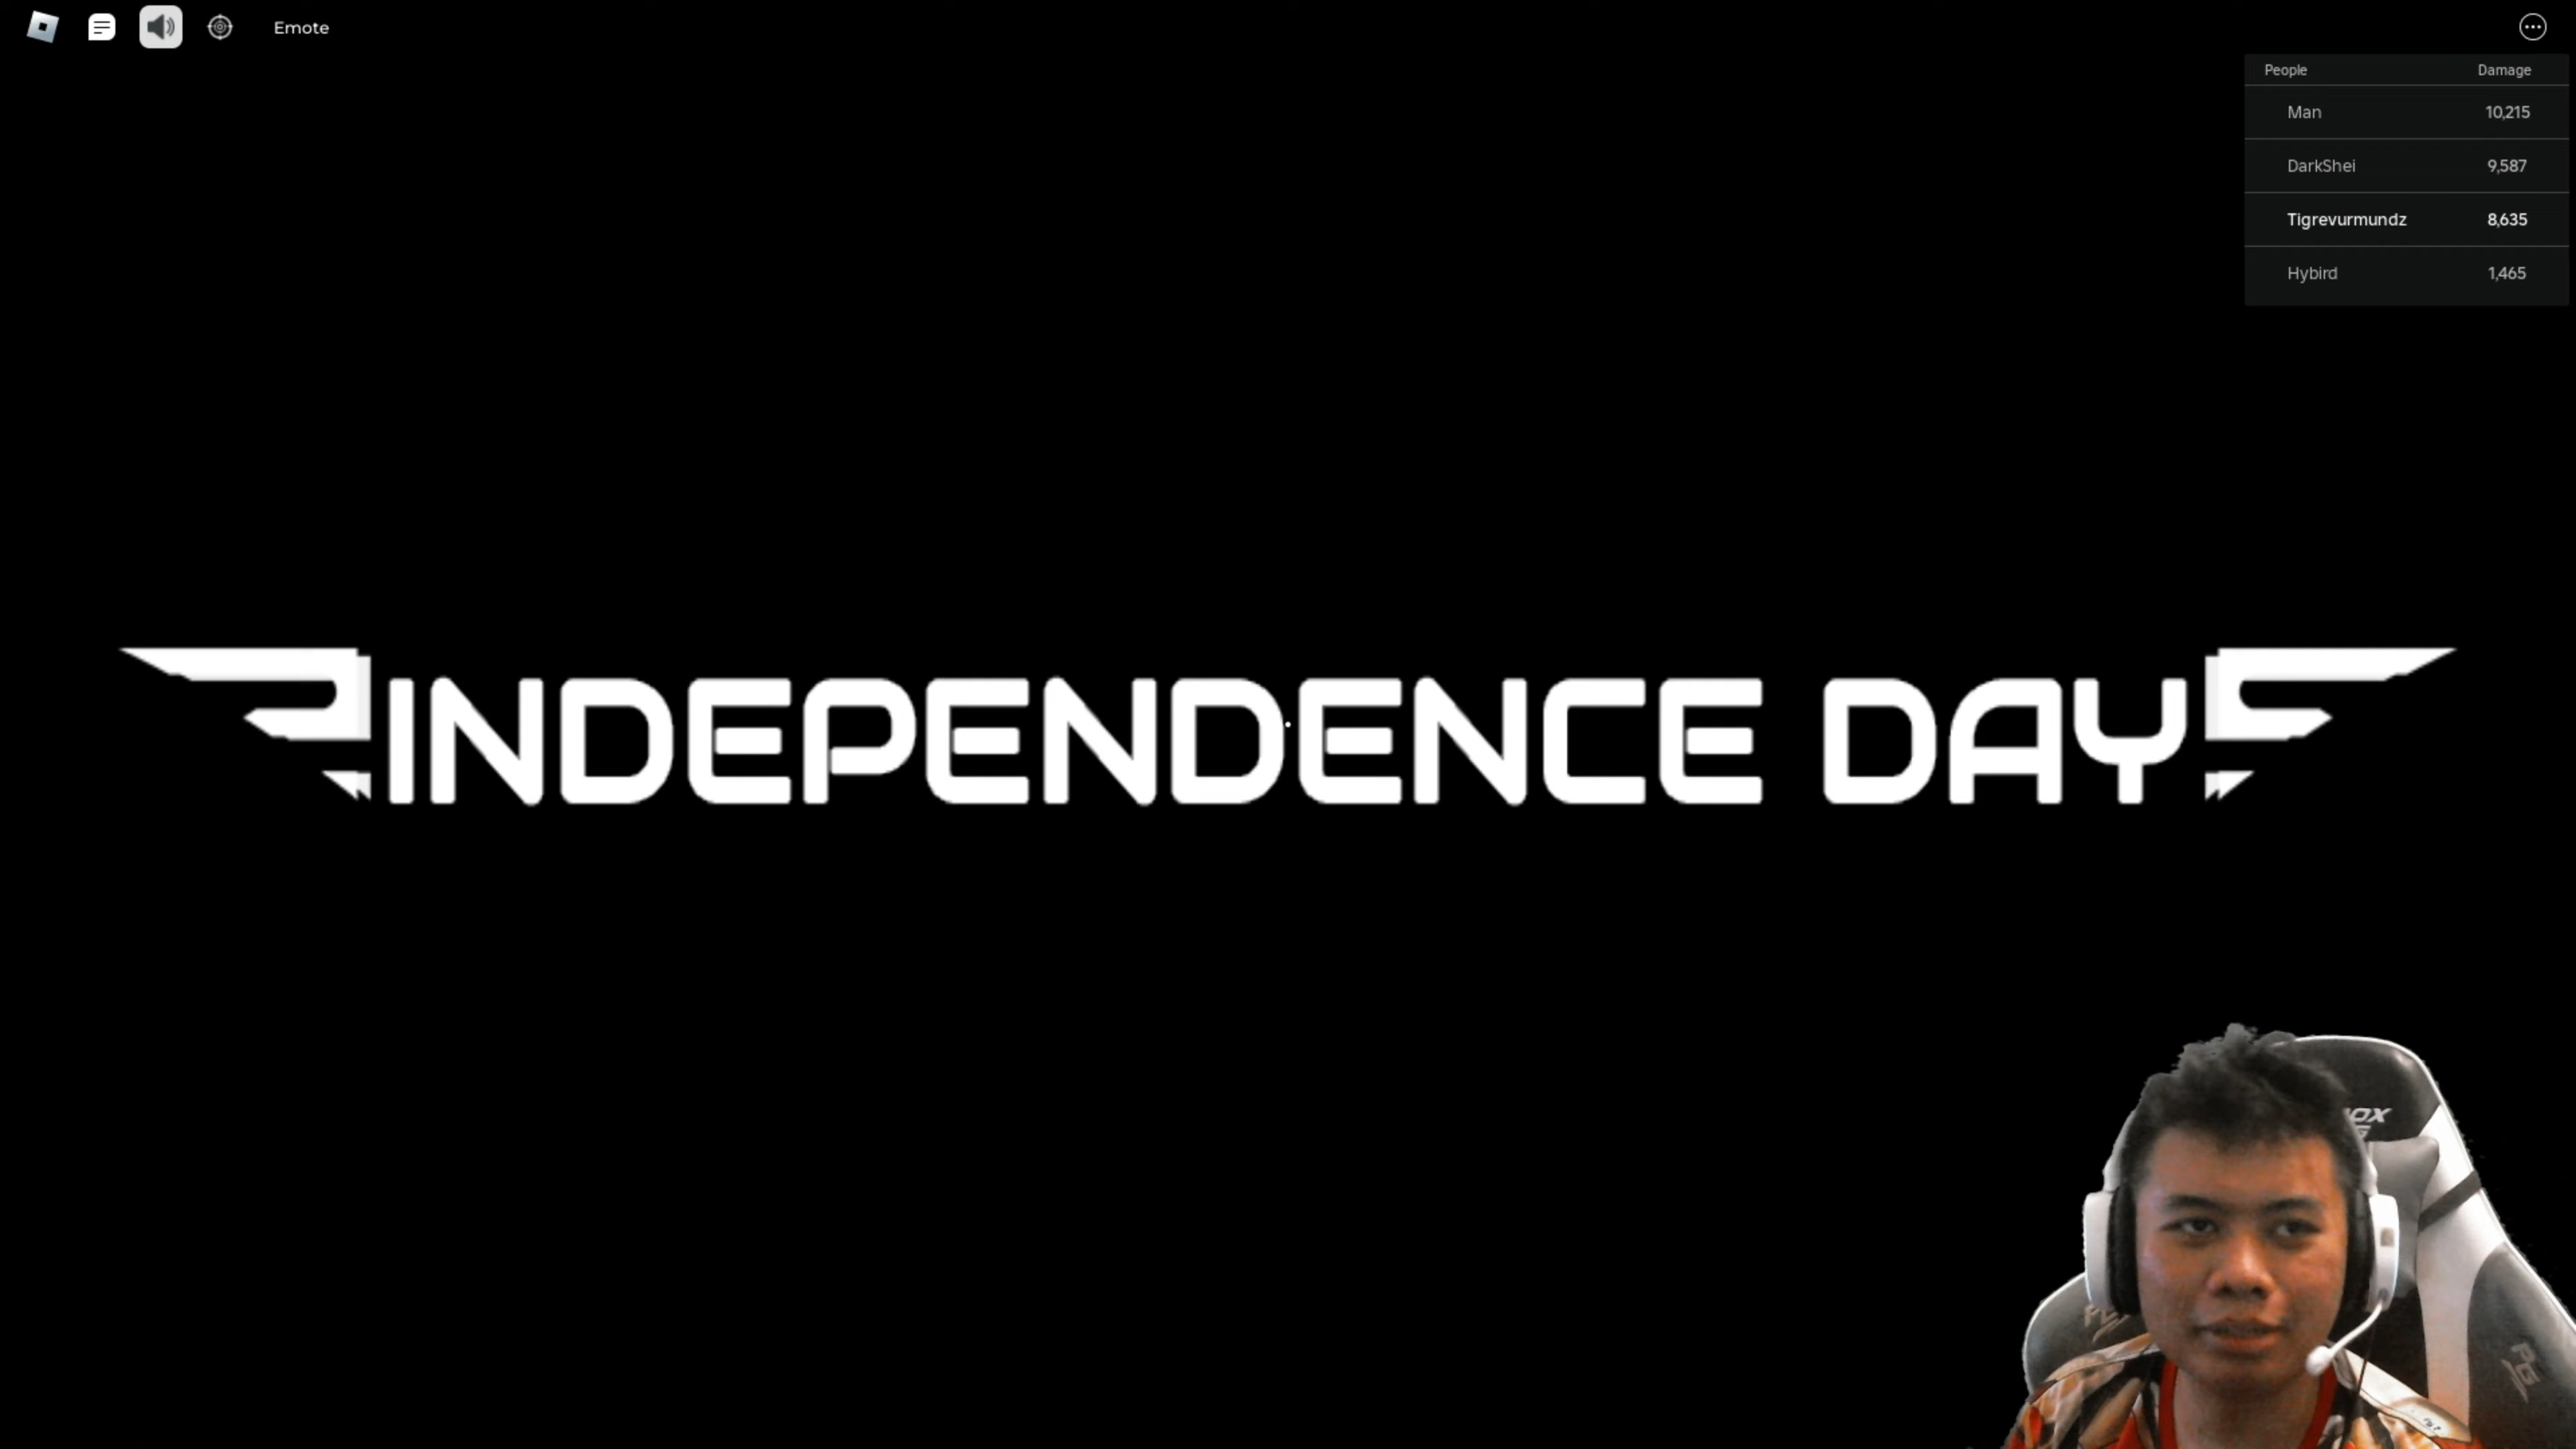 Emote
People Damage
Man 10,215
DarkShei 9,587
Tigrevurmundz 8,635
Hybird 1,465
INDEPENDENCE DAY